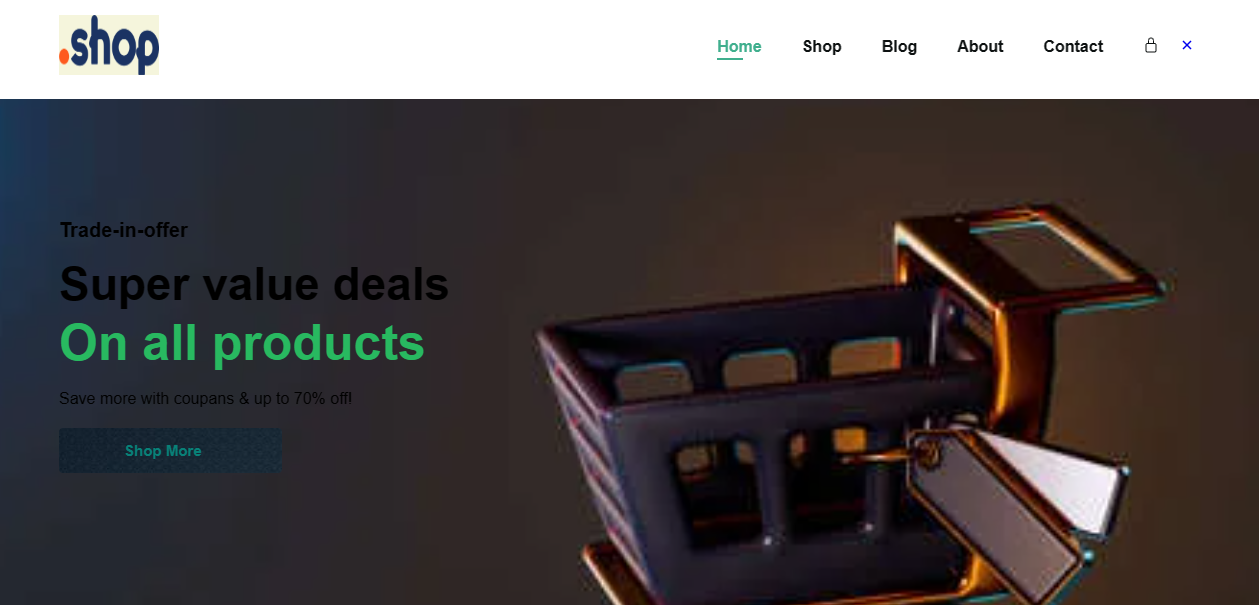 .shop
Home Shop Blog About Contact
Trade-in-offer
Super value deals
On all products
Save more with coupans & up to 70% off!
Shop More